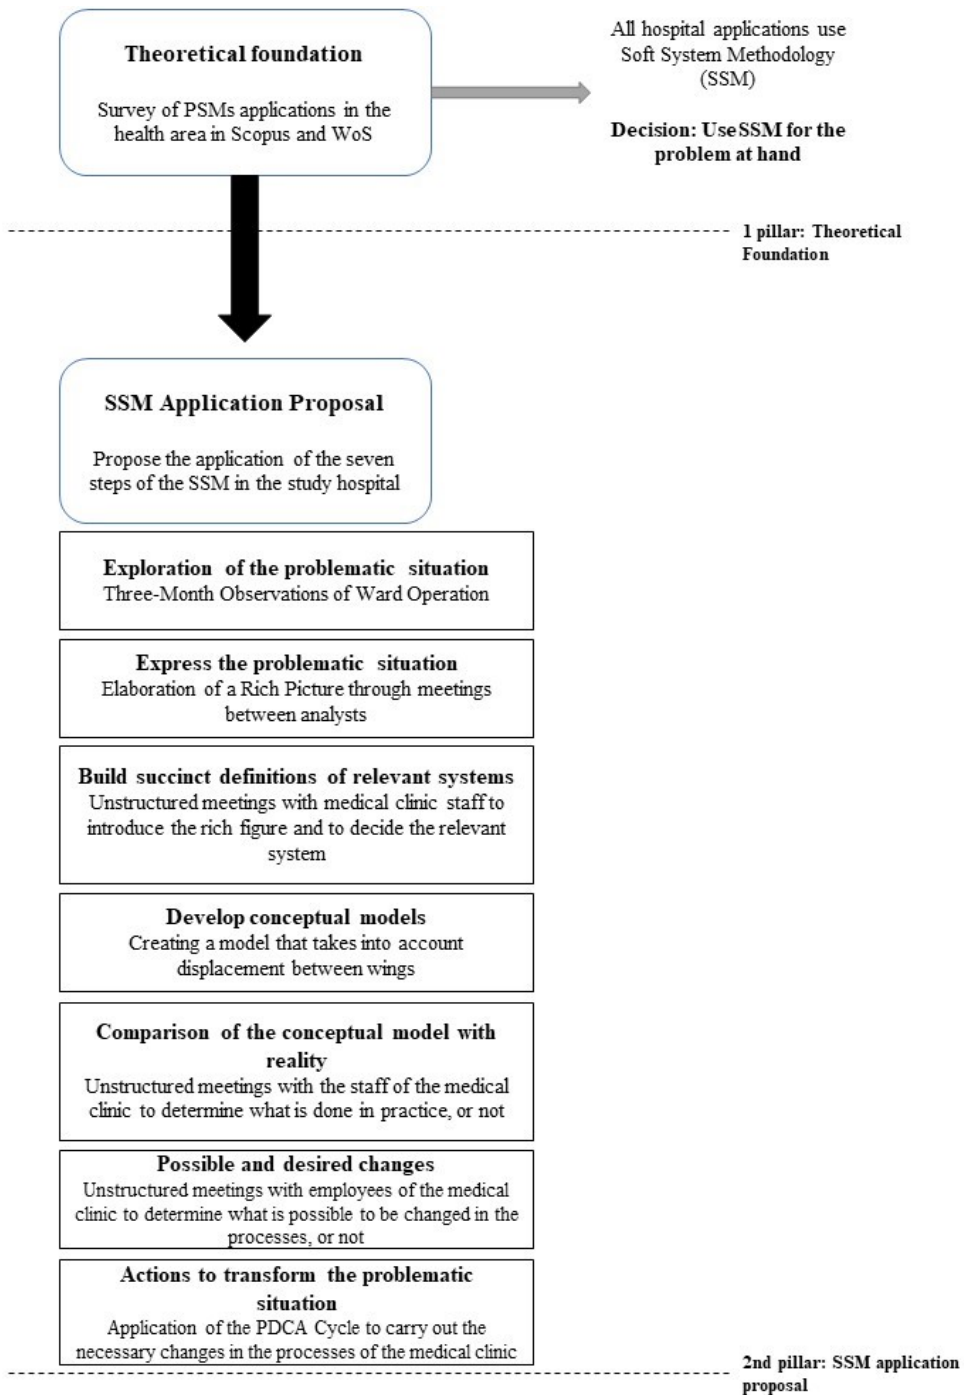 Theoretical foundation
Survey of PSMs applications in the
health area in Scopus and WoS
All hospital applications use
Soft System Methodology
(SSM)
Decision: Use SSM for the
problem at hand
1 pillar: Theoretical
Foundation
SSM Application Proposal
Propose the application of the seven
steps of the SSM in the study hospital
Exploration of the problematic situation
Three-Month Observations of Ward Operation
Express the problematic situation
Elaboration of a Rich Picture through meetings
between analysts
Build succinct definitions of relevant systems
Unstructured meetings with medical clinic staff to
introduce the rich figure and to decide the relevant
system
Develop conceptual models
Creating a model that takes into account
displacement between wings
Comparison of the conceptual model with
reality
Unstructured meetings with the staff of the medical
clinic to determine what is done in practice, or not
Possible and desired changes
Unstructured meetings with employees of the medical
clinic to determine what is possible to be changed in the
processes, or not
Actions to transform the problematic
situation
Application of the PDCA Cycle to carry out the
necessary changes in the processes of the medical clinic
2nd pillar: SSM application
proposal